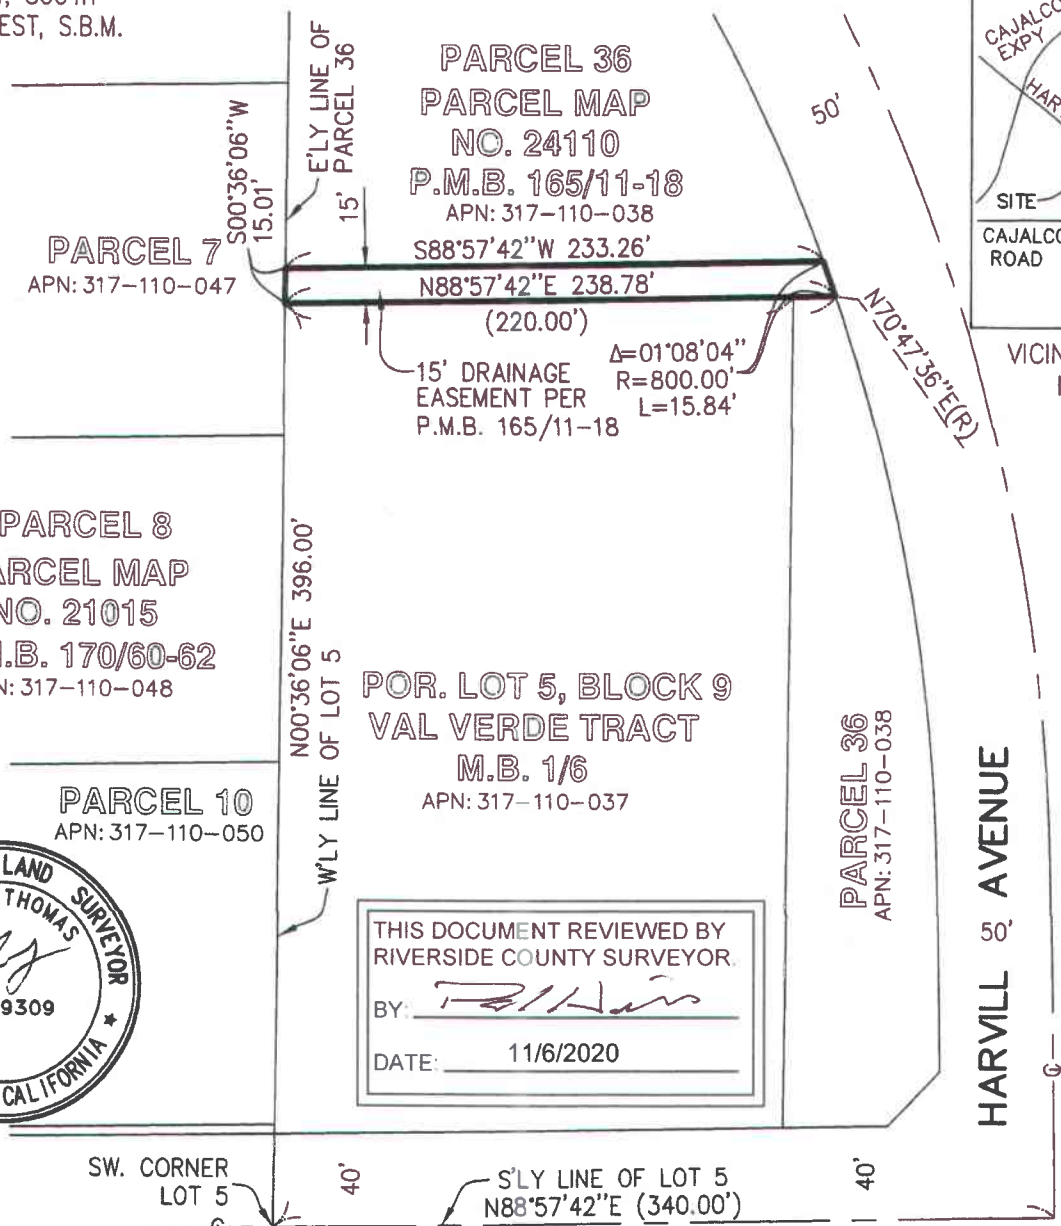 EST, S.B.M.
E'LY LINE OF
PARCEL 36
PARCEL 36
PARCEL MAP
NO. 24110
P.M.B. 165/11-18
APN: 317-110-038
50'
CAJALCO
EXPY
SITE
CAJALCO
ROAD
S00°36'06"W
15.01'
15'
PARCEL 7
APN: 317-110-047
S88°57'42"W 233.26'
N88°57'42"E 238.78'
(220.00')
N70°47'36"E(R)
15' DRAINAGE
EASEMENT PER
P.M.B. 165/11-18
Δ=01°08'04"
R=800.00'
L=15.84'
PARCEL 8
NO. 21015
170/60-62
317-110-048
N00°36'06"E 396.00'
W'LY LINE OF LOT 5
POR. LOT 5, BLOCK 9
VAL VERDE TRACT
M.B. 1/6
APN: 317-110-037
PARCEL 36
APN: 317-110-038
HARVILL AVENUE
50'
PARCEL 10
APN: 317-110-050
LAND SURVEYOR
THOMAS
9309
CALIFORNIA
THIS DOCUMENT REVIEWED BY
RIVERSIDE COUNTY SURVEYOR.
BY:
DATE: 11/6/2020
SW. CORNER
LOT 5
40'
S'LY LINE OF LOT 5
N88°57'42"E (340.00')
40'